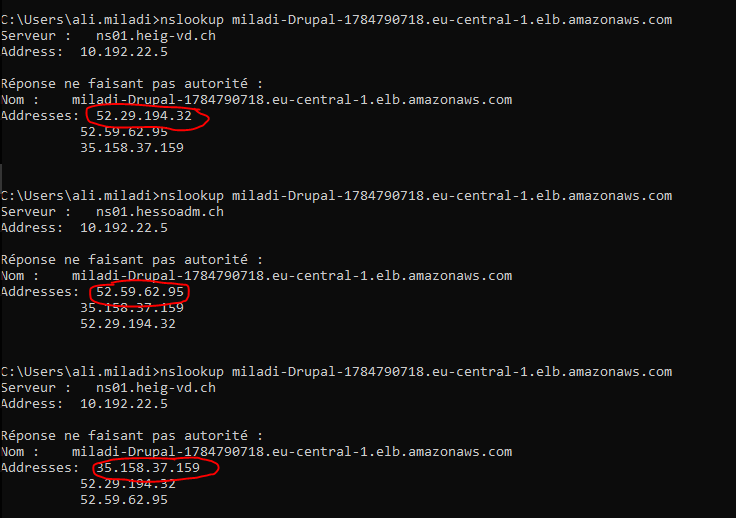 C:\Users\ali.miladi>nslookup miladi-Drupal-1784790718.eu-central-1.elb.amazonaws.com
Serveur :   ns01.heig-vd.ch
Address:  10.192.22.5
Réponse ne faisant pas autorité :
Nom :    miladi-Drupal-1784790718.eu-central-1.elb.amazonaws.com
Addresses:  52.29.194.32
52.59.62.95
35.158.37.159
C:\Users\ali.miladi>nslookup miladi-Drupal-1784790718.eu-central-1.elb.amazonaws.com
Serveur :   ns01.hessoadm.ch
Address:  10.192.22.5
Réponse ne faisant pas autorité :
Nom :    miladi-Drupal-1784790718.eu-central-1.elb.amazonaws.com
Addresses:  52.59.62.95
35.158.37.159
52.29.194.32
C:\Users\ali.miladi>nslookup miladi-Drupal-1784790718.eu-central-1.elb.amazonaws.com
Serveur :   ns01.heig-vd.ch
Address:  10.192.22.5
Réponse ne faisant pas autorité :
Nom :    miladi-Drupal-1784790718.eu-central-1.elb.amazonaws.com
Addresses:  35.158.37.159
52.29.194.32
52.59.62.95